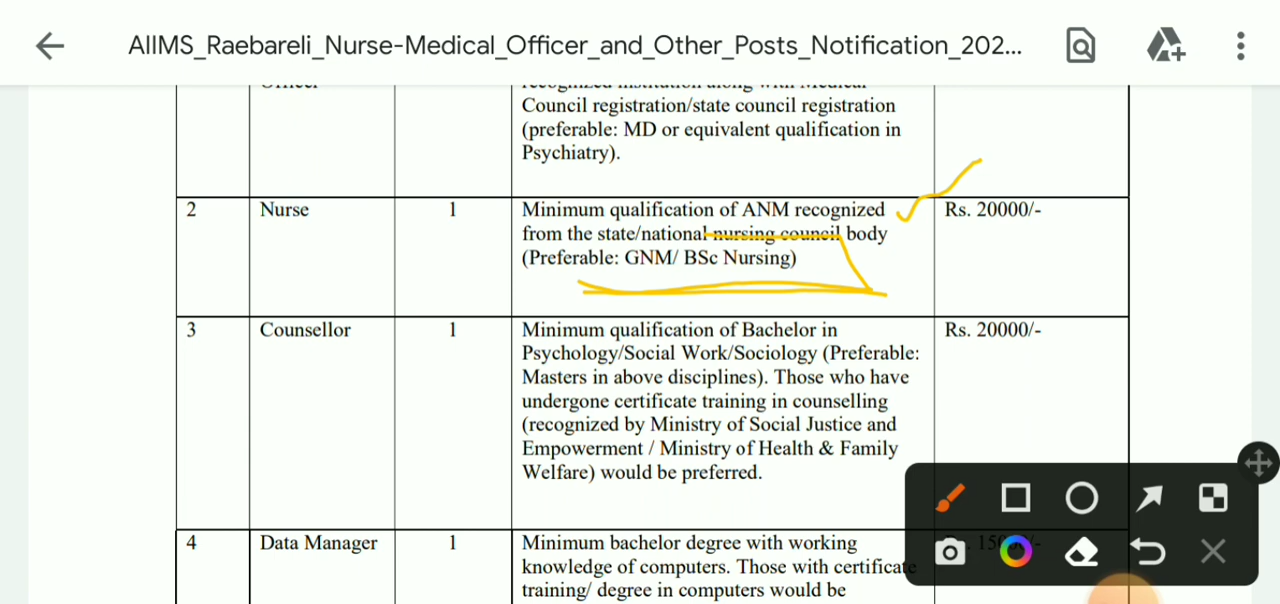 AIIMS_Raebareli_Nurse-Medical_Officer_and_Other_Posts_Notification_202...
Council registration/state council registration
(preferable: MD or equivalent qualification in
Psychiatry).
2 Nurse 1 Minimum qualification of ANM recognized Rs. 20000/-
from the state/national nursing council body
(Preferable: GNM/ BSc Nursing)
3 Counsellor 1 Minimum qualification of Bachelor in Rs. 20000/-
Psychology/Social Work/Sociology (Preferable:
Masters in above disciplines). Those who have
undergone certificate training in counselling
(recognized by Ministry of Social Justice and
Empowerment / Ministry of Health & Family
Welfare) would be preferred.
4 Data Manager 1 Minimum bachelor degree with working
knowledge of computers. Those with certificate
training/ degree in computers would be